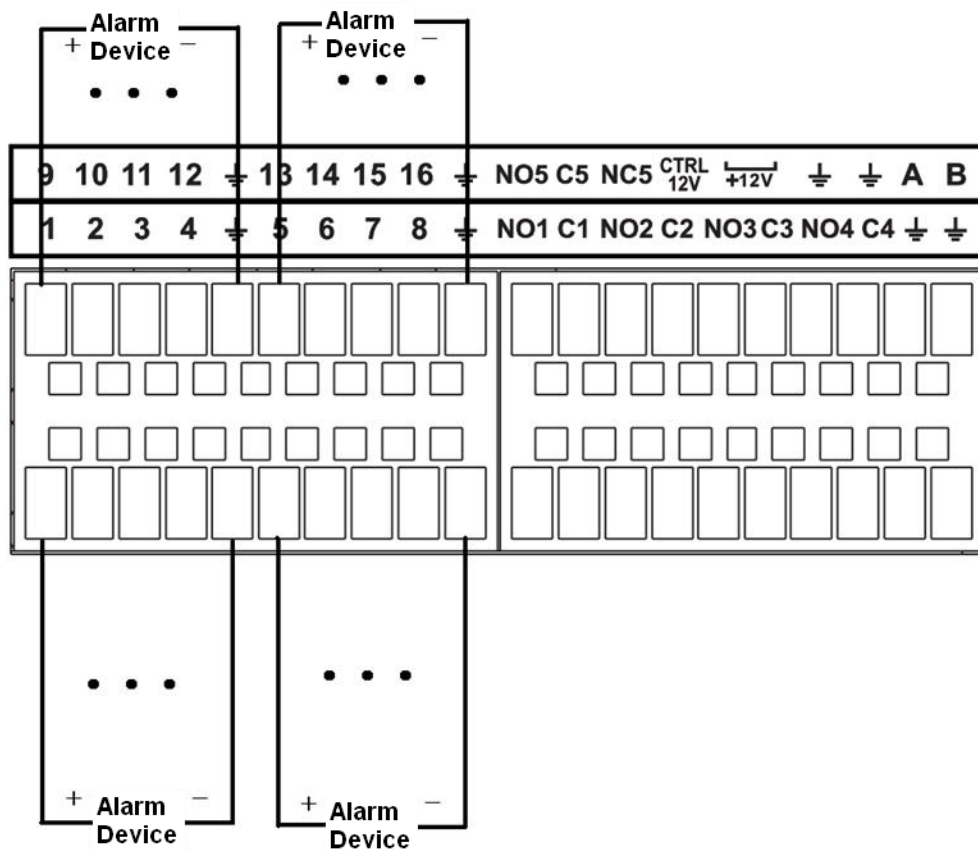 Alarm
Device
+ −
Alarm
Device
+ −
9 10 11 12 ⏚ 13 14 15 16 ⏚ NO5 C5 NC5 CTRL 12V +12V ⏚ ⏚ A B
1 2 3 4 ⏚ 5 6 7 8 ⏚ NO1 C1 NO2 C2 NO3 C3 NO4 C4 ⏚ ⏚
+ −
Alarm
Device
+ −
Alarm
Device